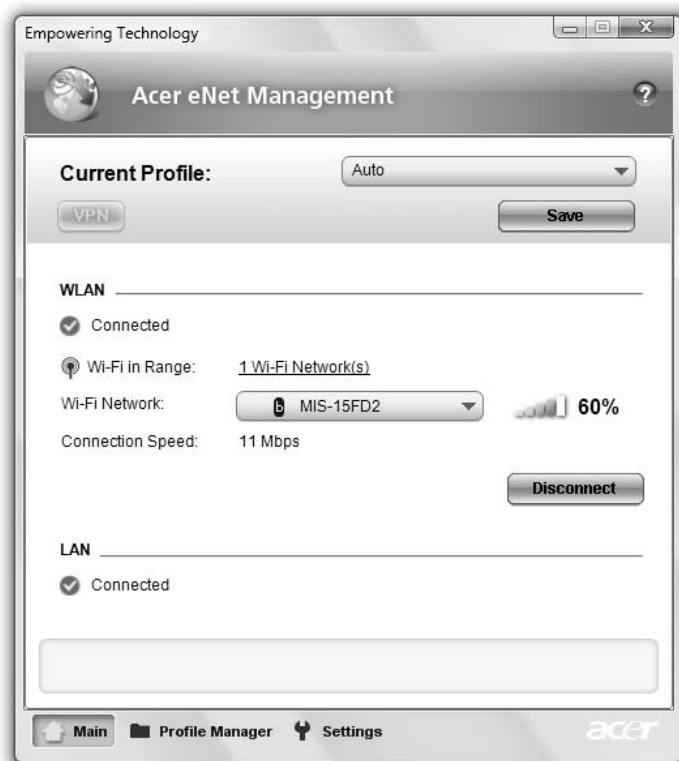 Empowering Technology
Acer eNet Management
?
Current Profile:
Auto
VPN
Save
WLAN
Connected
Wi-Fi in Range: 1 Wi-Fi Network(s)
Wi-Fi Network: b MIS-15FD2 60%
Connection Speed: 11 Mbps
Disconnect
LAN
Connected
Main Profile Manager Settings acer